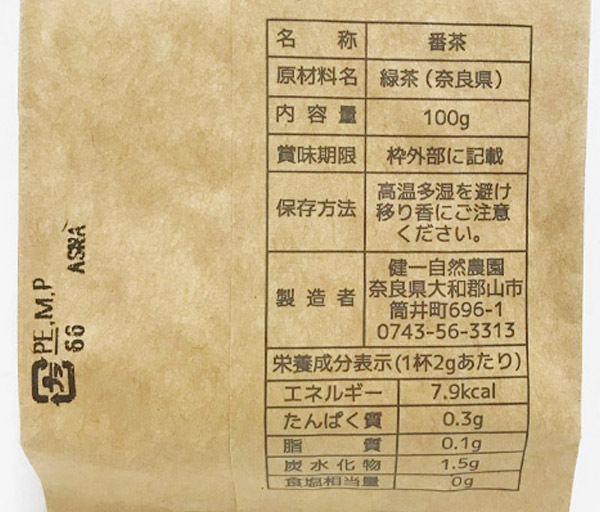 名称 番茶
原材料名 緑茶（奈良県）
内容量 100g
賞味期限 枠外部に記載
保存方法 高温多湿を避け
移り香にご注意
ください。
製造者 健一自然農園
奈良県大和郡山市
筒井町696-1
0743-56-3313
栄養成分表示(1杯2gあたり)
エネルギー 7.9kcal
たんぱく質 0.3g
脂質 0.1g
炭水化物 1.5g
食塩相当量 0g
プラ
PE,M,P
66 ASRA